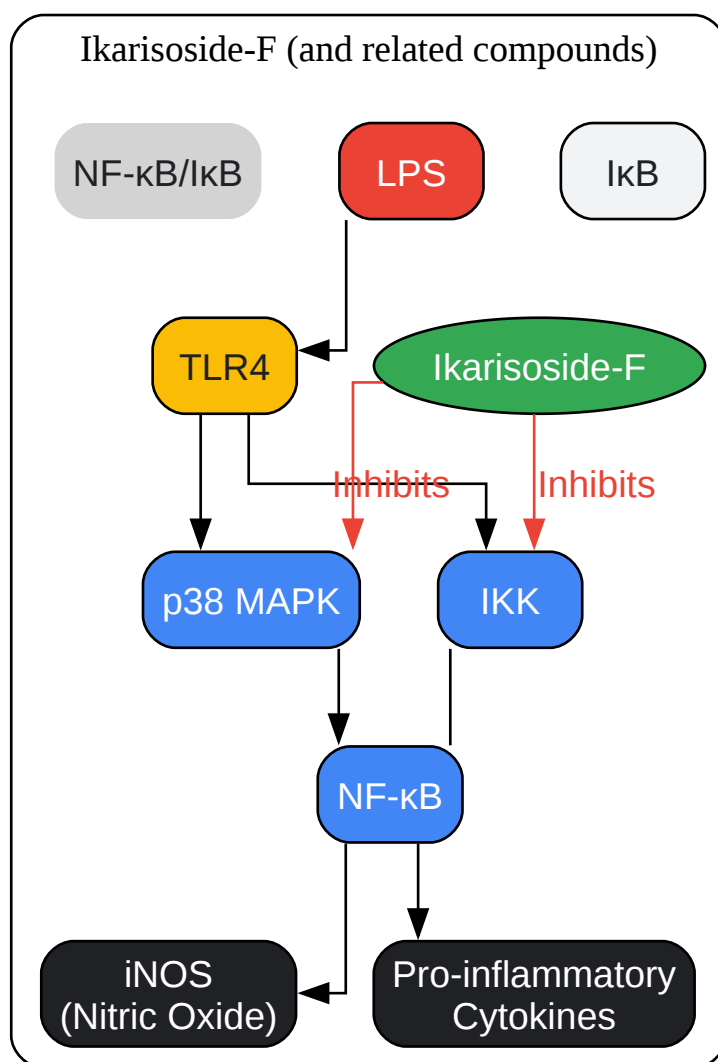 Ikarisoside-F (and related compounds)
NF-κB/IκB
LPS
IκB
TLR4
Ikarisoside-F
Inhibits
Inhibits
p38 MAPK
IKK
NF-κB
iNOS
(Nitric Oxide)
Pro-inflammatory
Cytokines